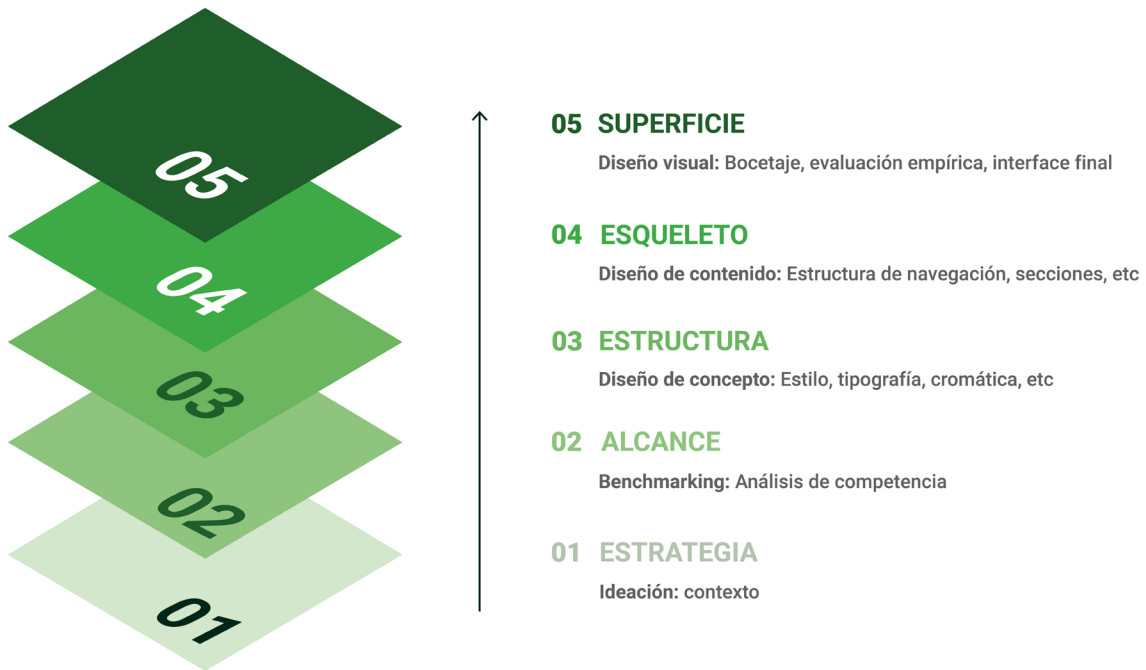 05
04
03
02
01
05 SUPERFICIE
Diseño visual: Bocetaje, evaluación empírica, interface final
04 ESQUELETO
Diseño de contenido: Estructura de navegación, secciones, etc
03 ESTRUCTURA
Diseño de concepto: Estilo, tipografía, cromática, etc
02 ALCANCE
Benchmarking: Análisis de competencia
01 ESTRATEGIA
Ideación: contexto